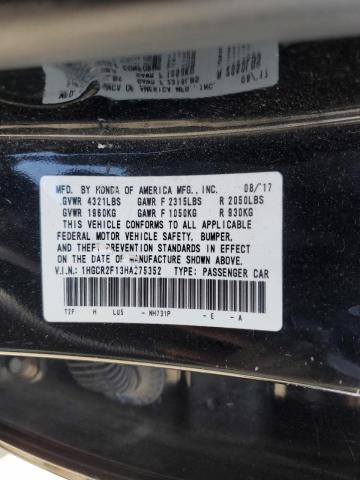 MFD. BY HONDA OF AMERICA MFG., INC. 08/17
GVWR 4321LBS GAWR F 2315LBS R 2050LBS
GVWR 1960KG GAWR F 1050KG R 930KG
THIS VEHICLE CONFORMS TO ALL APPLICABLE
FEDERAL MOTOR VEHICLE SAFETY, BUMPER,
AND THEFT PREVENTION STANDARDS IN EFFECT
ON THE DATE OF MANUFACTURE SHOWN ABOVE.
V.I.N.: 1HGCR2F13HA275352 TYPE: PASSENGER CAR
T2F H LU5 - NH731P - E - A